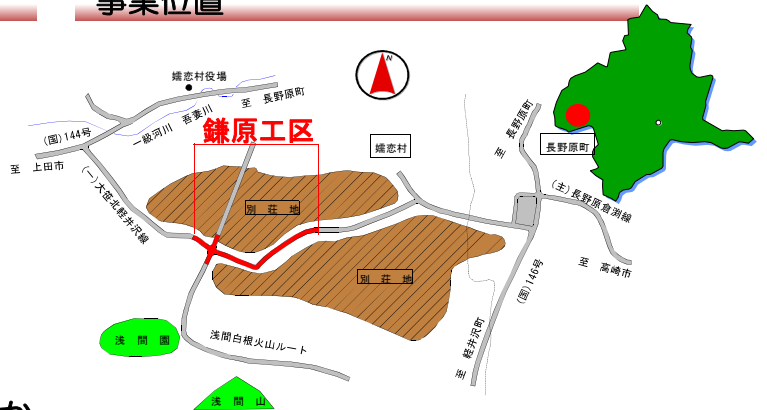 事業位置
N
嬬恋村役場
至 長野原町
一級河川 吾妻川
(国)144号
至 上田市
鎌原工区
嬬恋村
至 長野原町
長野原町
(一)大笹北軽井沢線
別荘地
(主)長野原倉渕線
至 高崎市
別荘地
(国)146号
至 軽井沢町
浅間園
浅間白根火山ルート
浅間山
か